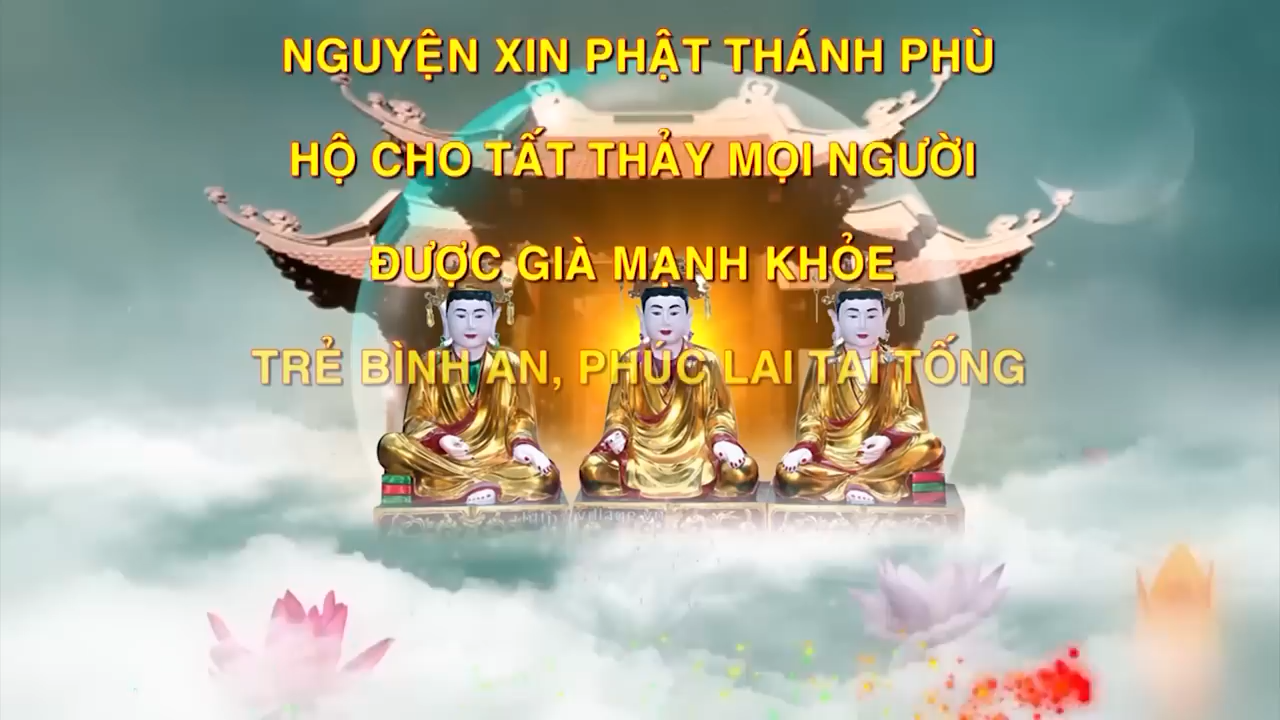 NGUYỆN XIN PHẬT THÁNH PHÙ
HỘ CHO TẤT THẢY MỌI NGƯỜI
ĐƯỢC GIÀ MẠNH KHỎE
TRẺ BÌNH AN, PHÚC LAI TAI TỐNG